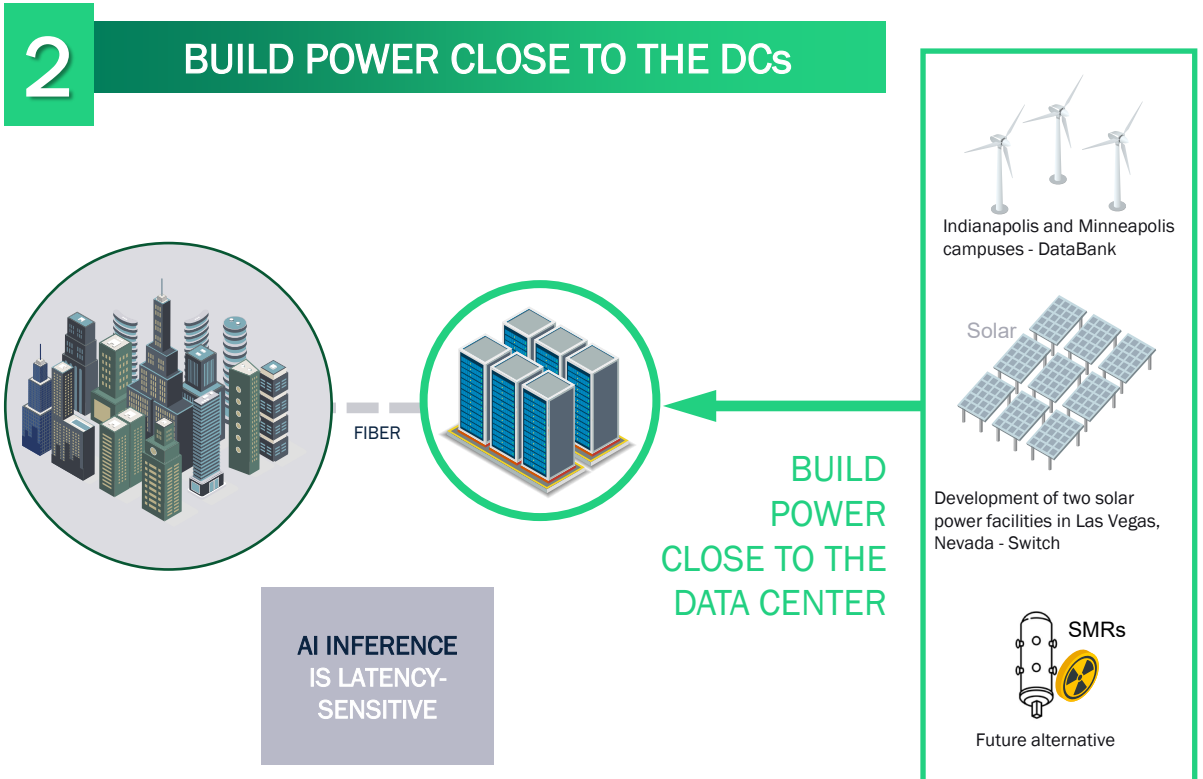 2
BUILD POWER CLOSE TO THE DCs
Indianapolis and Minneapolis
campuses - DataBank
Solar
Development of two solar
power facilities in Las Vegas,
Nevada - Switch
SMRs
Future alternative
FIBER
BUILD
POWER
CLOSE TO THE
DATA CENTER
AI INFERENCE
IS LATENCY-
SENSITIVE